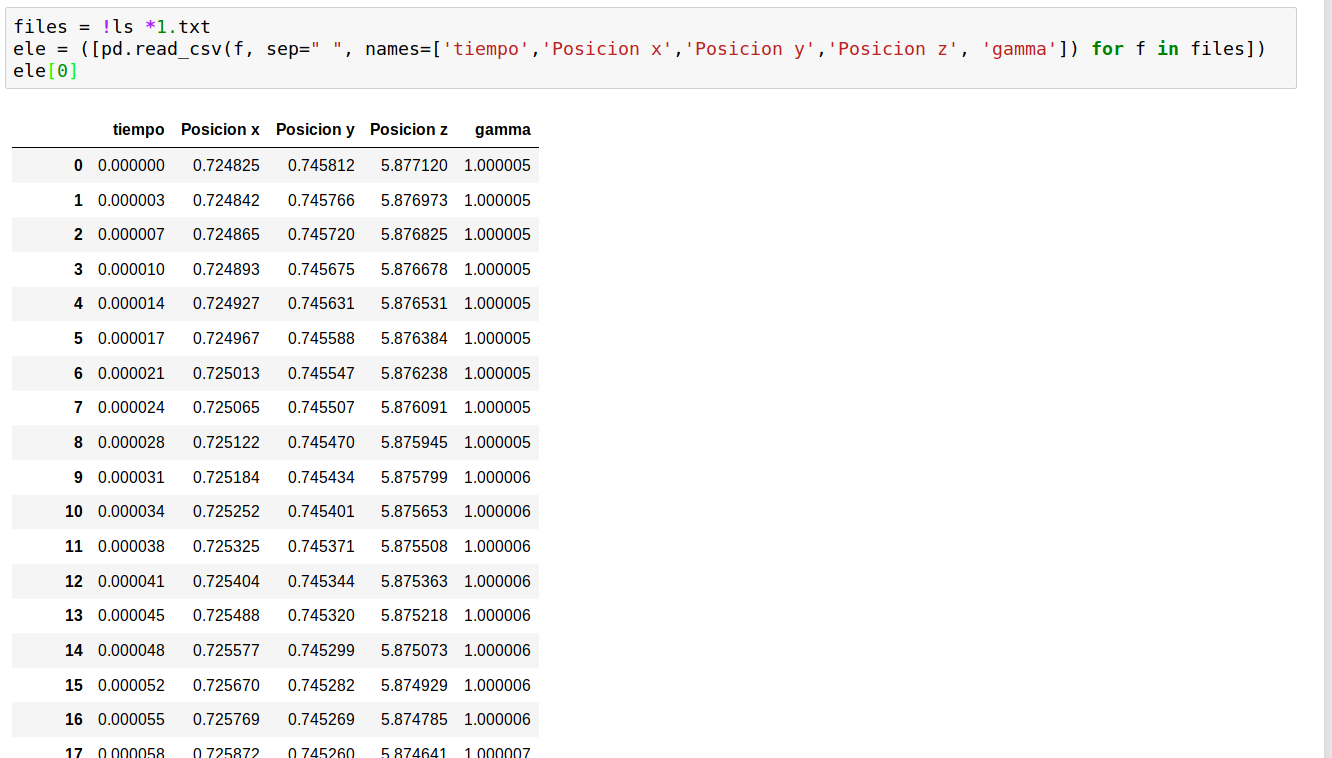 files = !ls *1.txt
ele = ([pd.read_csv(f, sep=" ", names=['tiempo','Posicion x','Posicion y','Posicion z', 'gamma']) for f in files])
ele[0]
tiempo Posicion x Posicion y Posicion z gamma
0 0.000000 0.724825 0.745812 5.877120 1.000005
1 0.000003 0.724842 0.745766 5.876973 1.000005
2 0.000007 0.724865 0.745720 5.876825 1.000005
3 0.000010 0.724893 0.745675 5.876678 1.000005
4 0.000014 0.724927 0.745631 5.876531 1.000005
5 0.000017 0.724967 0.745588 5.876384 1.000005
6 0.000021 0.725013 0.745547 5.876238 1.000005
7 0.000024 0.725065 0.745507 5.876091 1.000005
8 0.000028 0.725122 0.745470 5.875945 1.000005
9 0.000031 0.725184 0.745434 5.875799 1.000006
10 0.000034 0.725252 0.745401 5.875653 1.000006
11 0.000038 0.725325 0.745371 5.875508 1.000006
12 0.000041 0.725404 0.745344 5.875363 1.000006
13 0.000045 0.725488 0.745320 5.875218 1.000006
14 0.000048 0.725577 0.745299 5.875073 1.000006
15 0.000052 0.725670 0.745282 5.874929 1.000006
16 0.000055 0.725769 0.745269 5.874785 1.000006
17 0.000058 0.725872 0.745260 5.874641 1.000007